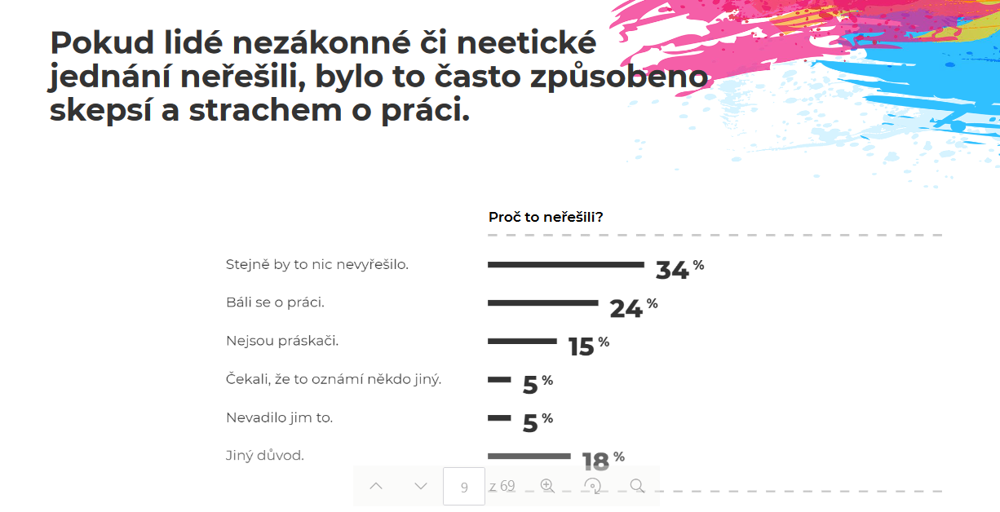 Pokud lidé nezákonné či neetické
jednání neřešili, bylo to často způsobeno
skepsí a strachem o práci.
Proč to neřešili?
Stejně by to nic nevyřešilo. 34 %
Báli se o práci. 24 %
Nejsou práskači. 15 %
Čekali, že to oznámí někdo jiný. 5 %
Nevadilo jim to. 5 %
Jiný důvod. 18 %
9 z 69